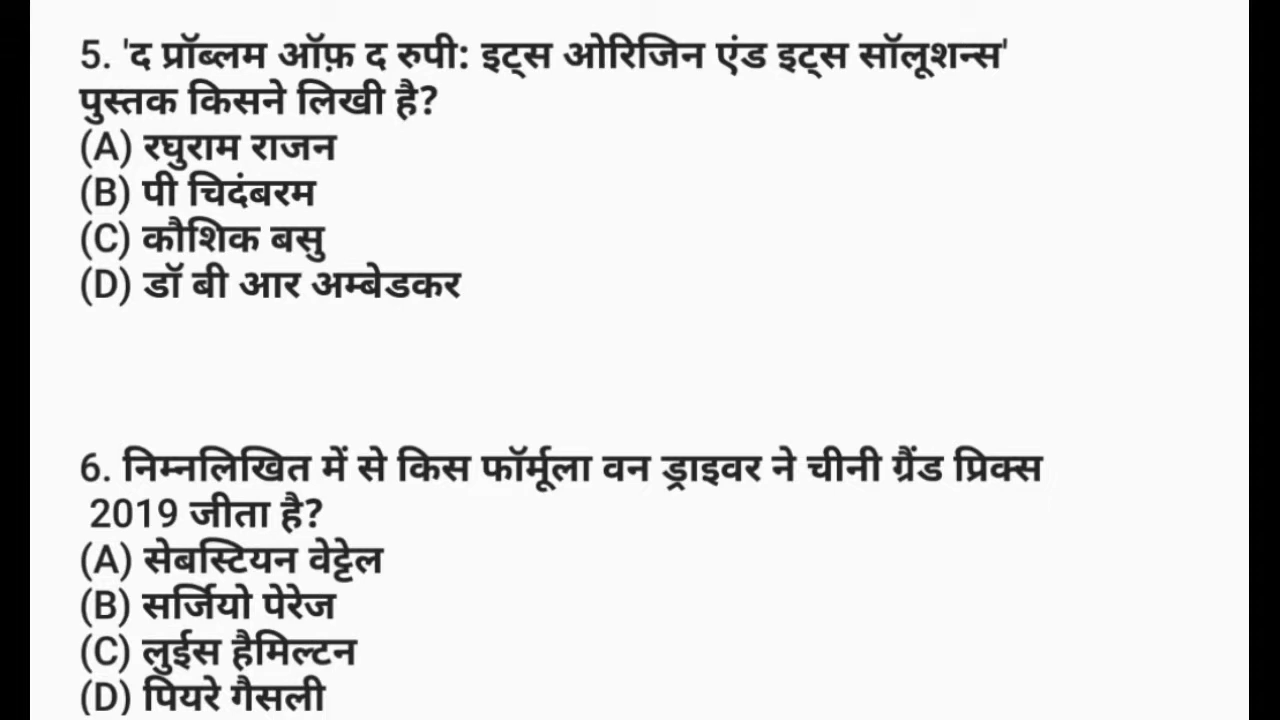 5. 'द प्रॉब्लम ऑफ़ द रुपी: इट्स ओरिजिन एंड इट्स सॉलूशन्स'
पुस्तक किसने लिखी है?
(A) रघुराम राजन
(B) पी चिदंबरम
(C) कौशिक बसु
(D) डॉ बी आर अम्बेडकर
6. निम्नलिखित में से किस फॉर्मूला वन ड्राइवर ने चीनी ग्रैंड प्रिक्स
2019 जीता है?
(A) सेबस्टियन वेट्टेल
(B) सर्जियो पेरेज
(C) लुईस हैमिल्टन
(D) पियरे गैसली